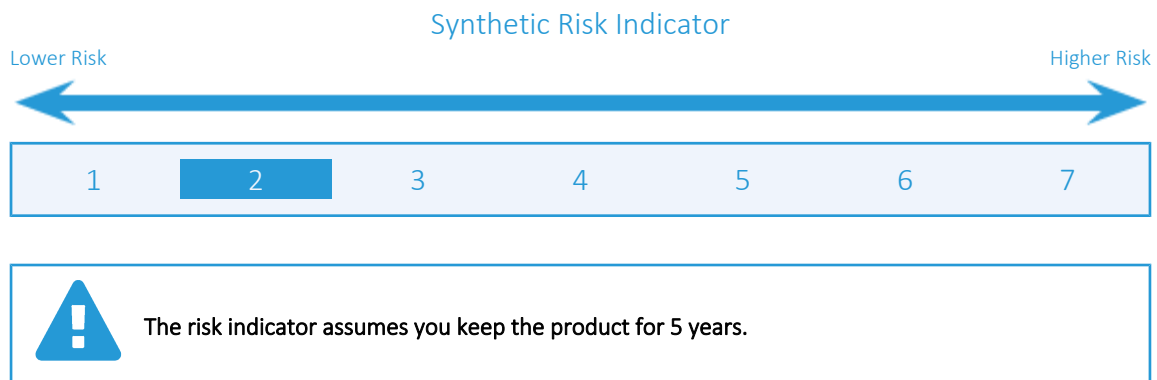 Synthetic Risk Indicator
Lower Risk Higher Risk
1 2 3 4 5 6 7
The risk indicator assumes you keep the product for 5 years.